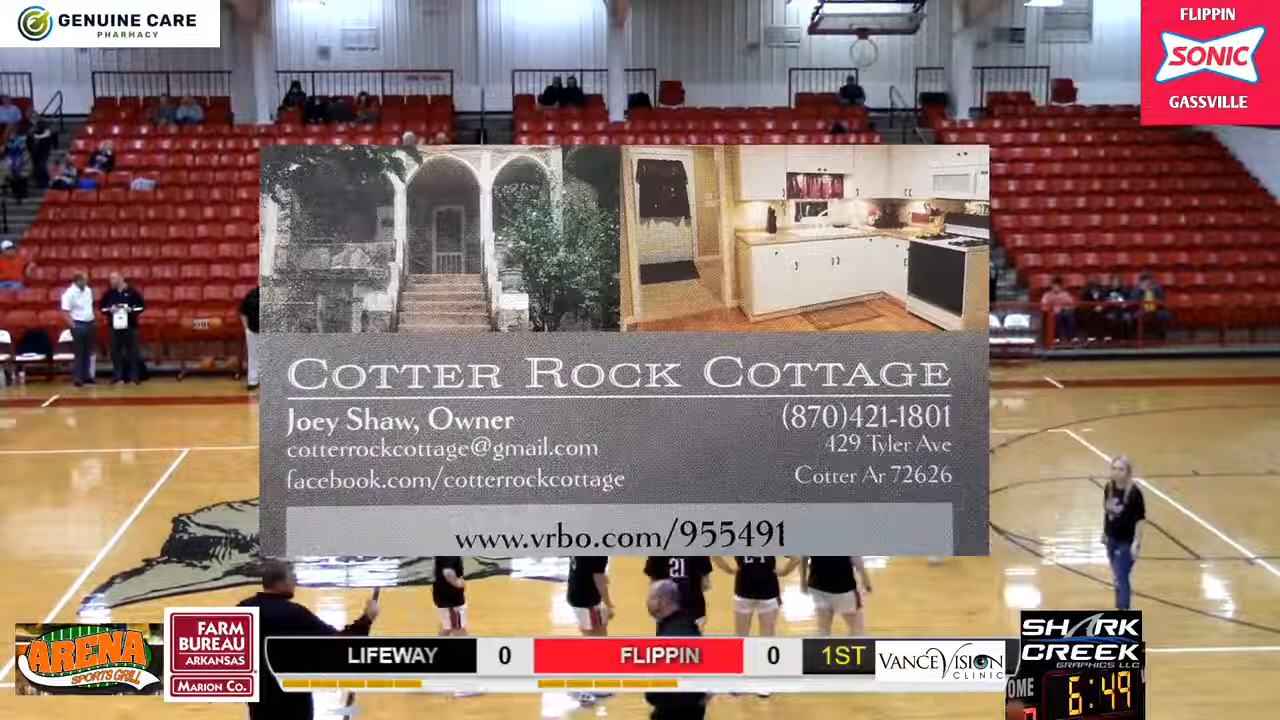 GENUINE CARE
PHARMACY
FLIPPIN
SONIC
GASSVILLE
COTTER ROCK COTTAGE
Joey Shaw, Owner
(870)421-1801
cotterrockcottage@gmail.com
429 Tyler Ave
facebook.com/cotterrockcottage
Cotter Ar 72626
www.vrbo.com/955491
21
ARENA
SPORTS GRILL
FARM
BUREAU
ARKANSAS
MARION CO.
LIFEWAY 0 FLIPPIN 0 1ST
VANCE VISION
CLINIC
SHARK
CREEK
GRAPHICS LLC
6:49